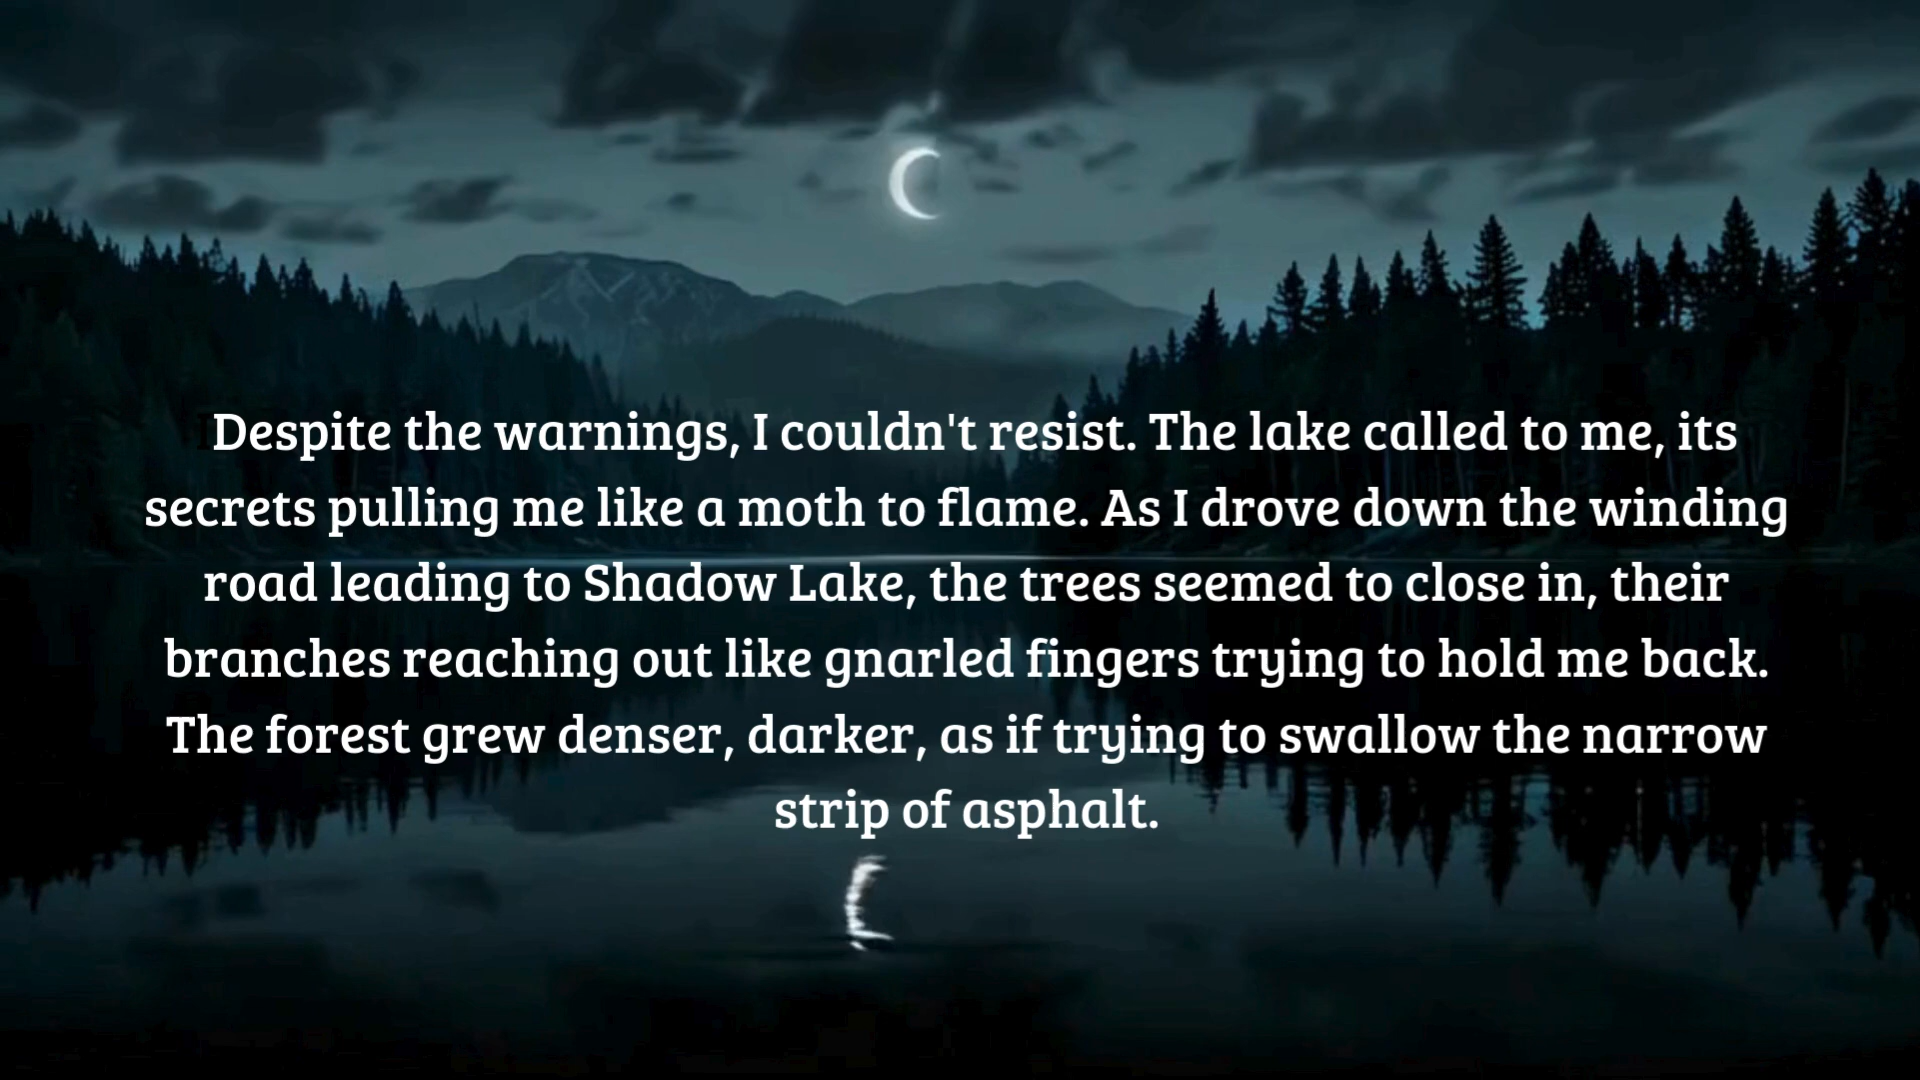 Despite the warnings, I couldn't resist. The lake called to me, its
secrets pulling me like a moth to flame. As I drove down the winding
road leading to Shadow Lake, the trees seemed to close in, their
branches reaching out like gnarled fingers trying to hold me back.
The forest grew denser, darker, as if trying to swallow the narrow
strip of asphalt.